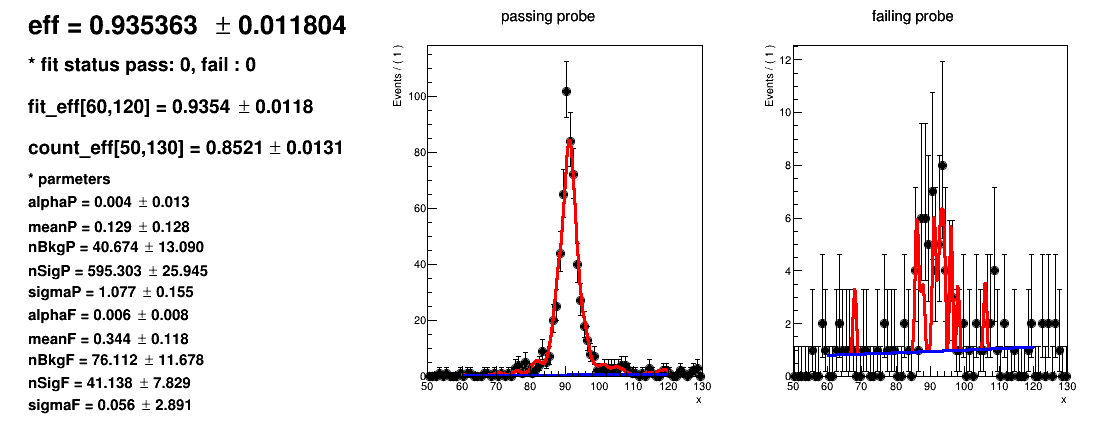 eff = 0.935363 ± 0.011804
* fit status pass: 0, fail : 0
fit_eff[60,120] = 0.9354 ± 0.0118
count_eff[50,130] = 0.8521 ± 0.0131
* parmeters
alphaP = 0.004 ± 0.013
meanP = 0.129 ± 0.128
nBkgP = 40.674 ± 13.090
nSigP = 595.303 ± 25.945
sigmaP = 1.077 ± 0.155
alphaF = 0.006 ± 0.008
meanF = 0.344 ± 0.118
nBkgF = 76.112 ± 11.678
nSigF = 41.138 ± 7.829
sigmaF = 0.056 ± 2.891
passing probe
Events / ( 1 )
100
80
60
40
20
0
50 60 70 80 90 100 110 120 130
x
failing probe
Events / ( 1 )
12
10
8
6
4
2
0
50 60 70 80 90 100 110 120 130
x